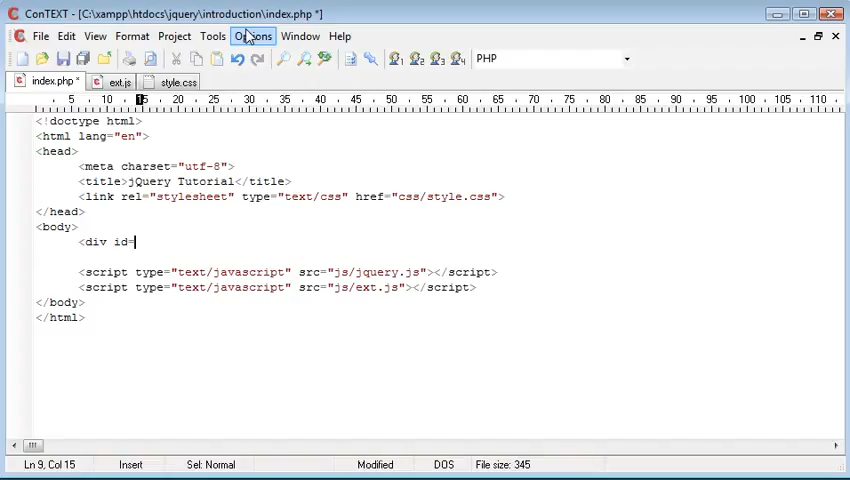 ConTEXT - [C:\xampp\htdocs\jquery\introduction\index.php *]
File Edit View Format Project Tools Options Window Help
1 2 3 4 PHP
index.php * ext.js style.css
5 10 15 20 25 30 35 40 45 50 55 60 65 70 75 80 85 90 95 100 110
<!doctype html>
<html lang="en">
<head>
<meta charset="utf-8">
<title>jQuery Tutorial</title>
<link rel="stylesheet" type="text/css" href="css/style.css">
</head>
<body>
<div id=
<script type="text/javascript" src="js/jquery.js"></script>
<script type="text/javascript" src="js/ext.js"></script>
</body>
</html>
Ln 9, Col 15 Insert Sel: Normal Modified DOS File size: 345